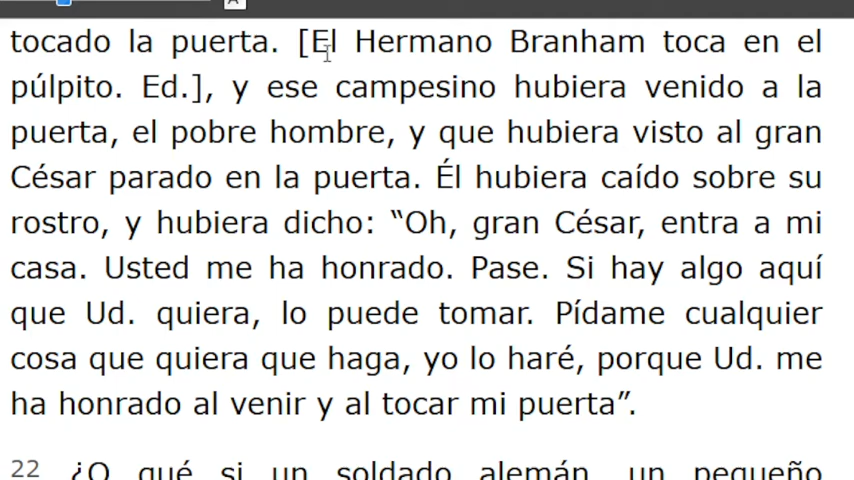 tocado la puerta. [El Hermano Branham toca en el
púlpito. Ed.], y ese campesino hubiera venido a la
puerta, el pobre hombre, y que hubiera visto al gran
César parado en la puerta. Él hubiera caído sobre su
rostro, y hubiera dicho: “Oh, gran César, entra a mi
casa. Usted me ha honrado. Pase. Si hay algo aquí
que Ud. quiera, lo puede tomar. Pídame cualquier
cosa que quiera que haga, yo lo haré, porque Ud. me
ha honrado al venir y al tocar mi puerta”.
22 ¿O qué si un soldado alemán, un pequeño